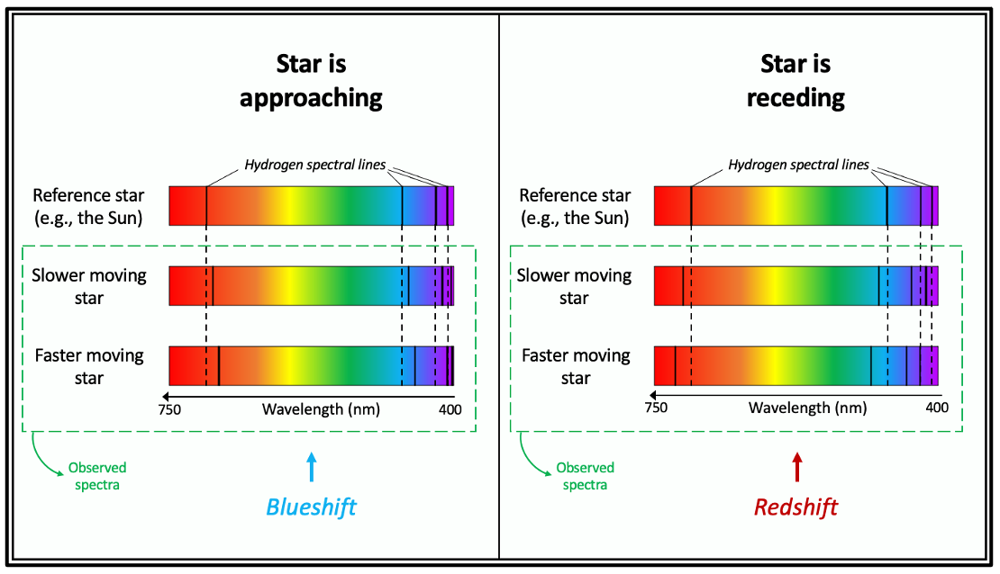 Star is
approaching
Hydrogen spectral lines
Reference star
(e.g., the Sun)
Slower moving
star
Faster moving
star
750
Wavelength (nm)
400
Observed
spectra
Blueshift
Star is
receding
Hydrogen spectral lines
Reference star
(e.g., the Sun)
Slower moving
star
Faster moving
star
750
Wavelength (nm)
400
Observed
spectra
Redshift